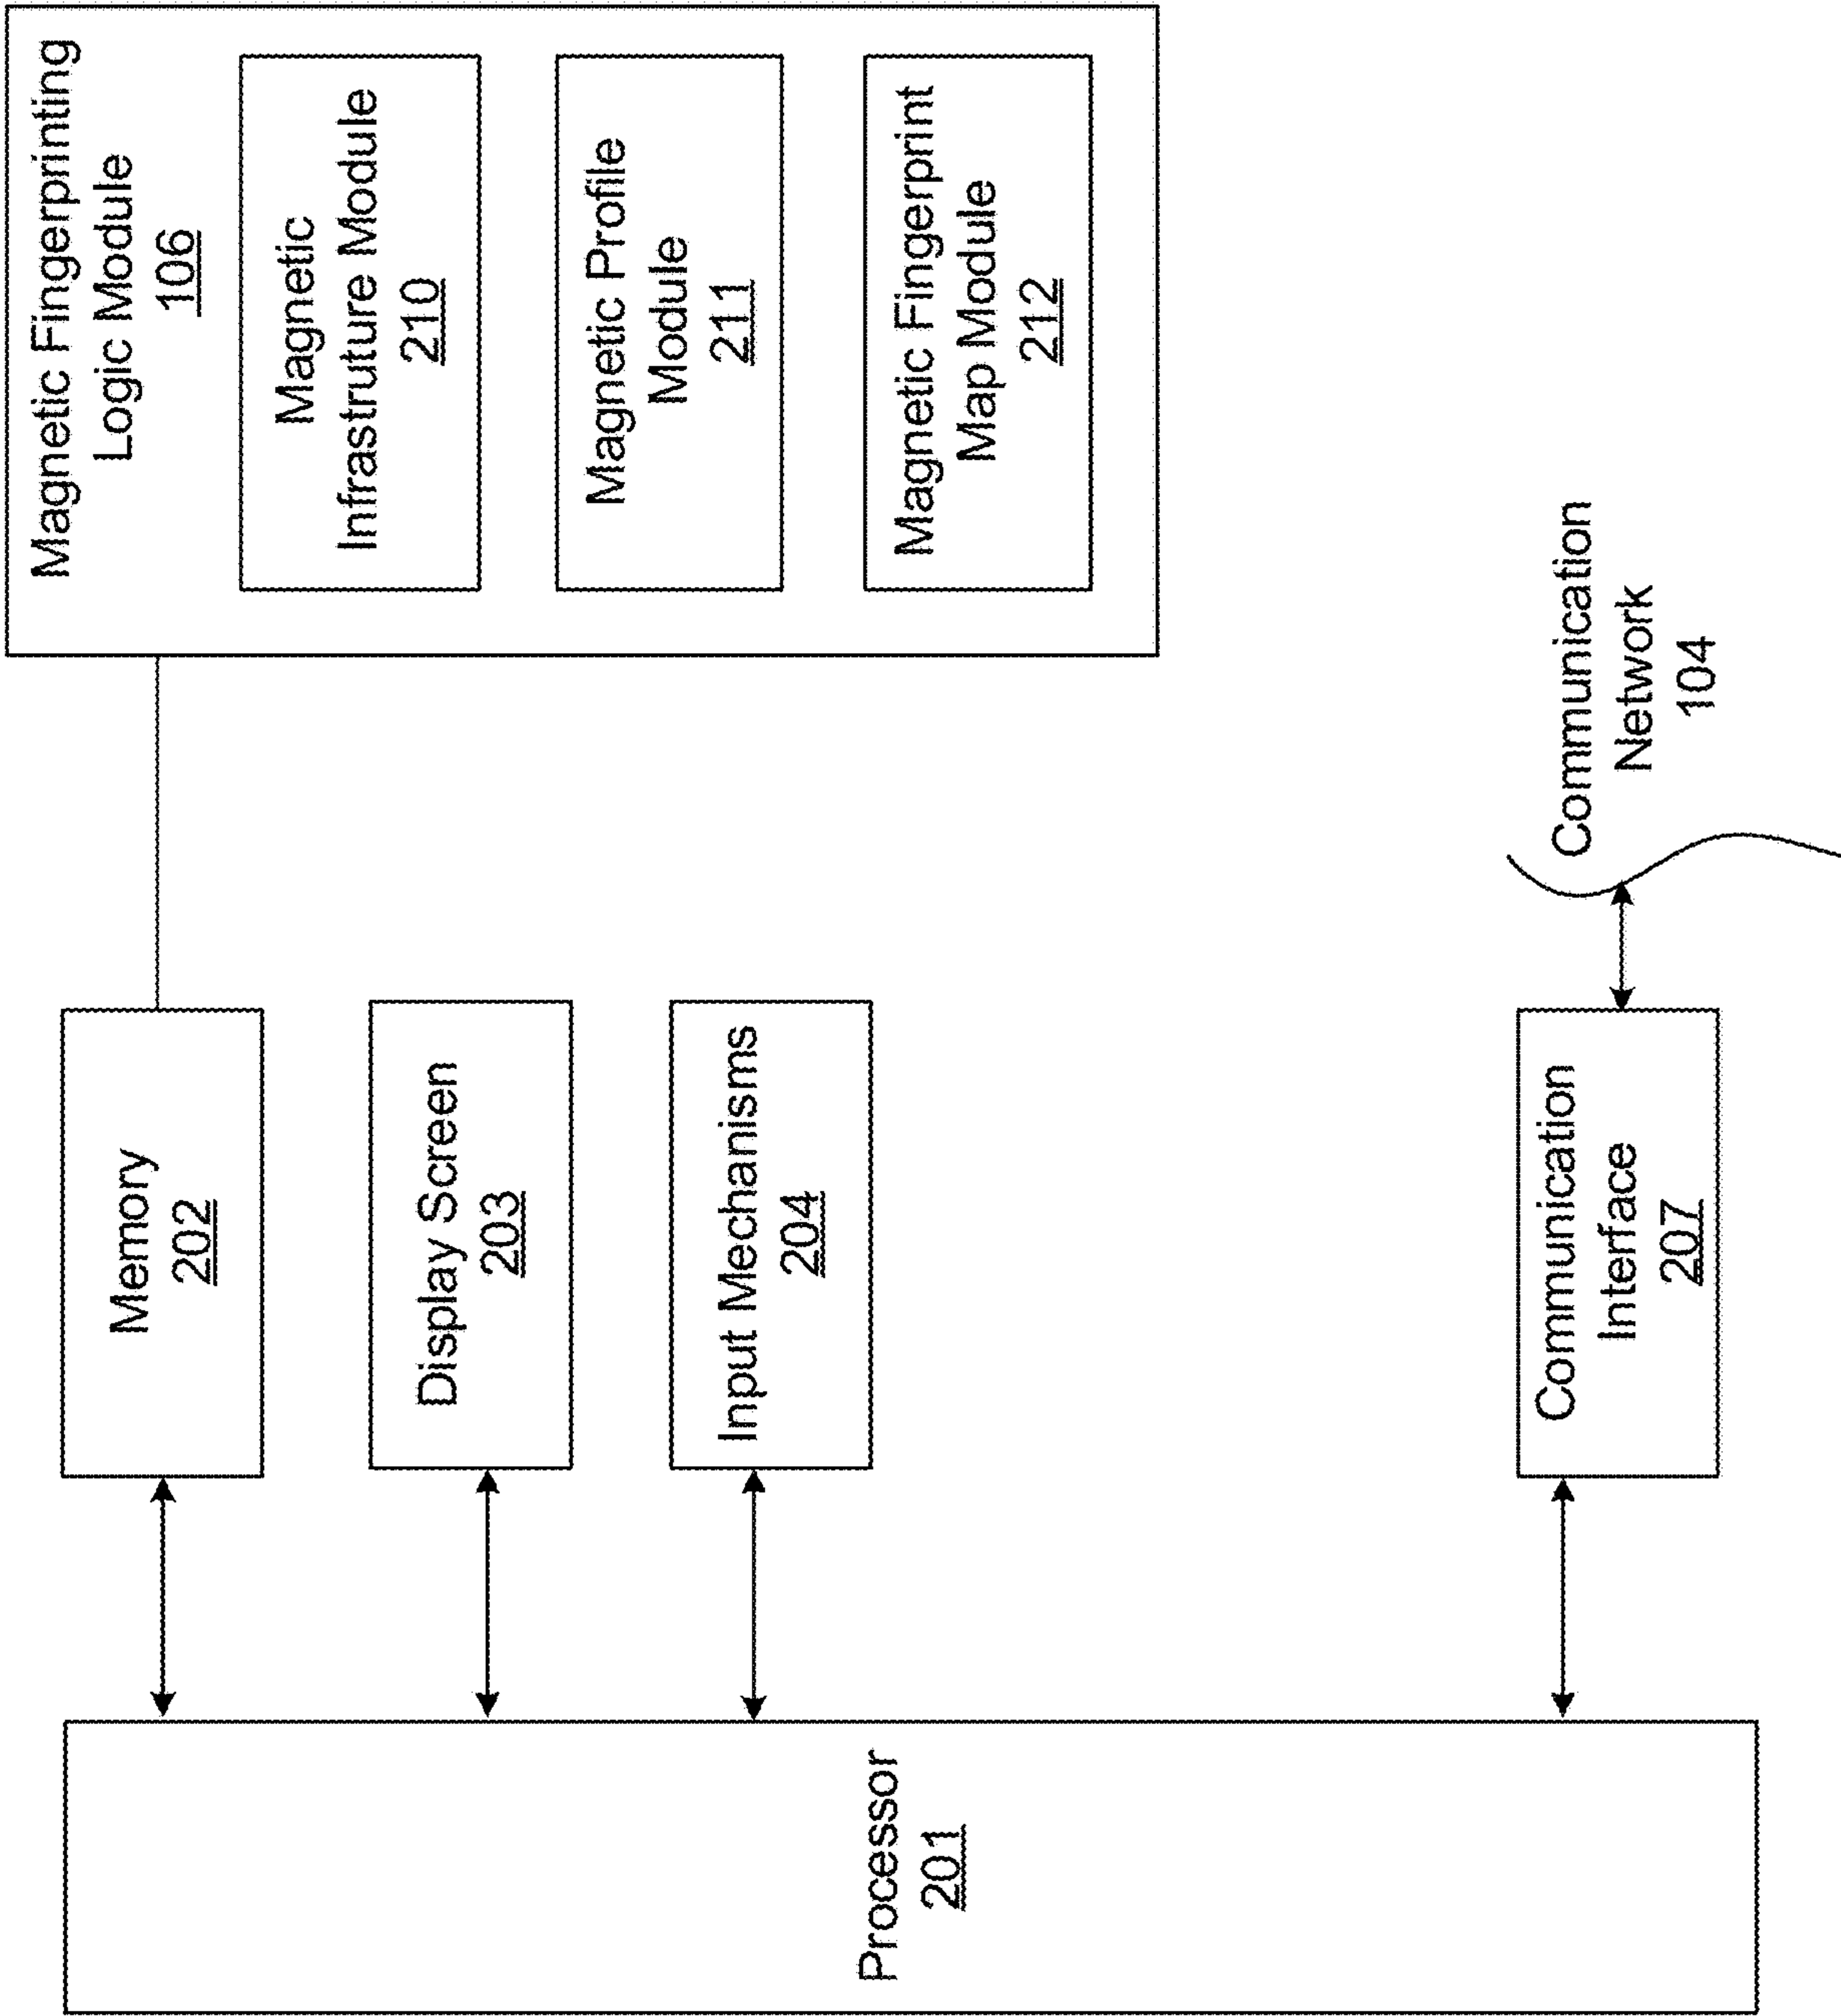 Magnetic Fingerprinting
Logic Module
106
Magnetic
Infrastruture Module
210
Magnetic Profile
Module
211
Magnetic Fingerprint
Map Module
212
Memory
202
Display Screen
203
Input Mechanisms
204
Communication
Interface
207
Communication
Network
104
Processor
201